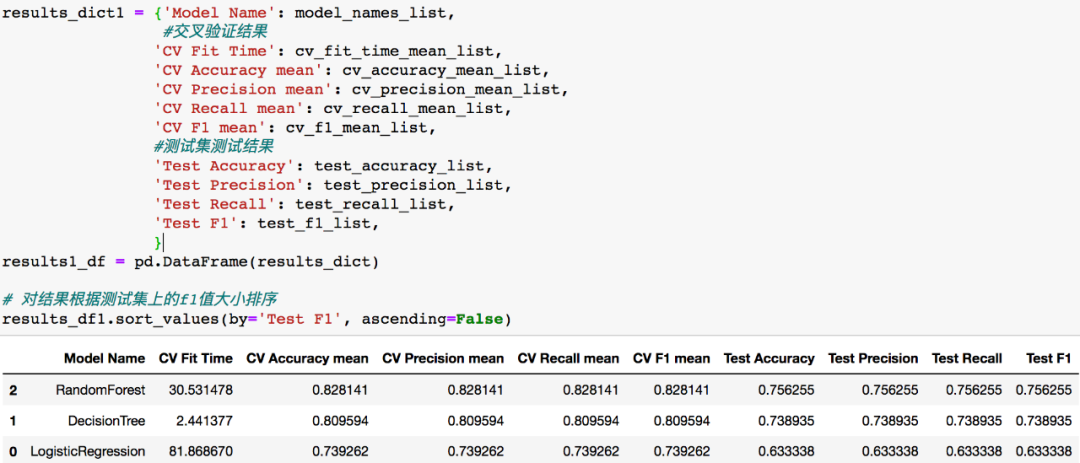 results_dict1 = {'Model Name': model_names_list,
#交叉验证结果
'CV Fit Time': cv_fit_time_mean_list,
'CV Accuracy mean': cv_accuracy_mean_list,
'CV Precision mean': cv_precision_mean_list,
'CV Recall mean': cv_recall_mean_list,
'CV F1 mean': cv_f1_mean_list,
#测试集测试结果
'Test Accuracy': test_accuracy_list,
'Test Precision': test_precision_list,
'Test Recall': test_recall_list,
'Test F1': test_f1_list,
}
results1_df = pd.DataFrame(results_dict)
# 对结果根据测试集上的f1值大小排序
results_df1.sort_values(by='Test F1', ascending=False)
Model Name CV Fit Time CV Accuracy mean CV Precision mean CV Recall mean CV F1 mean Test Accuracy Test Precision Test Recall Test F1
2 RandomForest 30.531478 0.828141 0.828141 0.828141 0.828141 0.756255 0.756255 0.756255 0.756255
1 DecisionTree 2.441377 0.809594 0.809594 0.809594 0.809594 0.738935 0.738935 0.738935 0.738935
0 LogisticRegression 81.868670 0.739262 0.739262 0.739262 0.739262 0.633338 0.633338 0.633338 0.633338